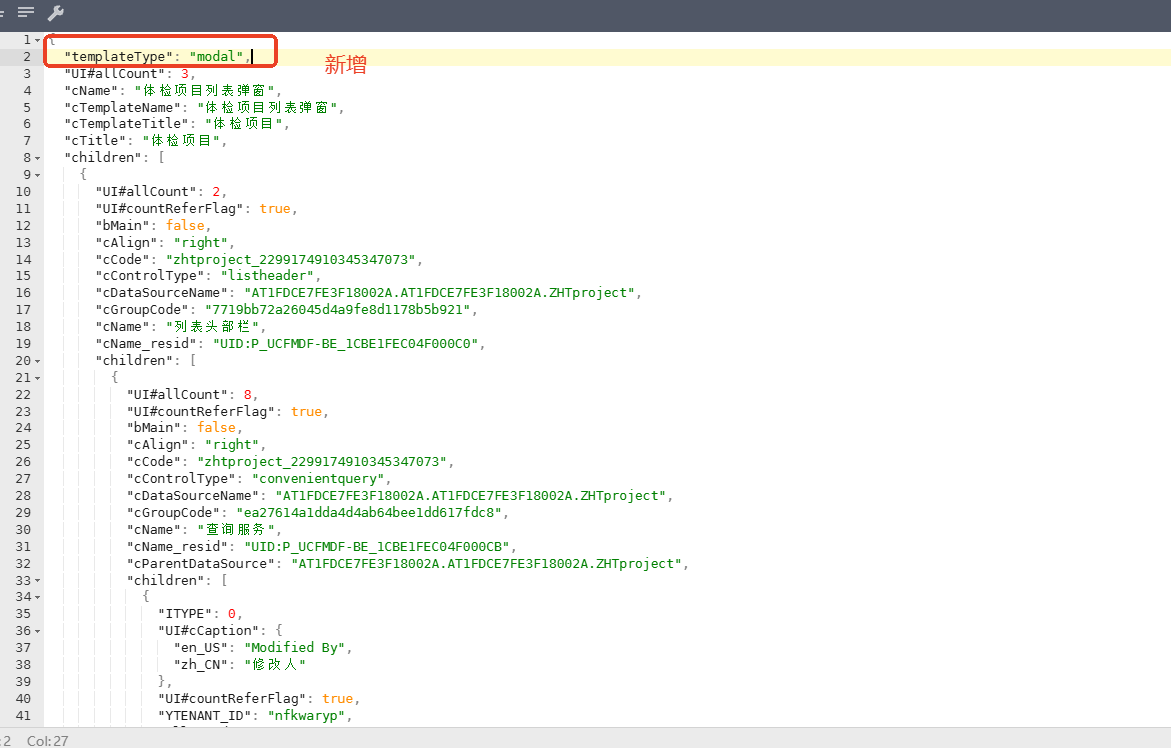 1 {
2 "templateType": "modal", 新增
3 "UI#allCount": 3,
4 "cName": "体检项目列表弹窗",
5 "cTemplateName": "体检项目列表弹窗",
6 "cTemplateTitle": "体检项目",
7 "cTitle": "体检项目",
8 "children": [
9 {
10 "UI#allCount": 2,
11 "UI#countReferFlag": true,
12 "bMain": false,
13 "cAlign": "right",
14 "cCode": "zhtproject_2299174910345347073",
15 "cControlType": "listheader",
16 "cDataSourceName": "AT1FDCE7FE3F18002A.AT1FDCE7FE3F18002A.ZHTproject",
17 "cGroupCode": "7719bb72a26045d4a9fe8d1178b5b921",
18 "cName": "列表头部栏",
19 "cName_resid": "UID:P_UCFMDF-BE_1CBE1FEC04F000C0",
20 "children": [
21 {
22 "UI#allCount": 8,
23 "UI#countReferFlag": true,
24 "bMain": false,
25 "cAlign": "right",
26 "cCode": "zhtproject_2299174910345347073",
27 "cControlType": "convenientquery",
28 "cDataSourceName": "AT1FDCE7FE3F18002A.AT1FDCE7FE3F18002A.ZHTproject",
29 "cGroupCode": "ea27614a1dda4d4ab64bee1dd617fdc8",
30 "cName": "查询服务",
31 "cName_resid": "UID:P_UCFMDF-BE_1CBE1FEC04F000CB",
32 "cParentDataSource": "AT1FDCE7FE3F18002A.AT1FDCE7FE3F18002A.ZHTproject",
33 "children": [
34 {
35 "ITYPE": 0,
36 "UI#cCaption": {
37 "en_US": "Modified By",
38 "zh_CN": "修改人"
39 },
40 "UI#countReferFlag": true,
41 "YTENANT_ID": "nfkwaryp",
:2 Col:27